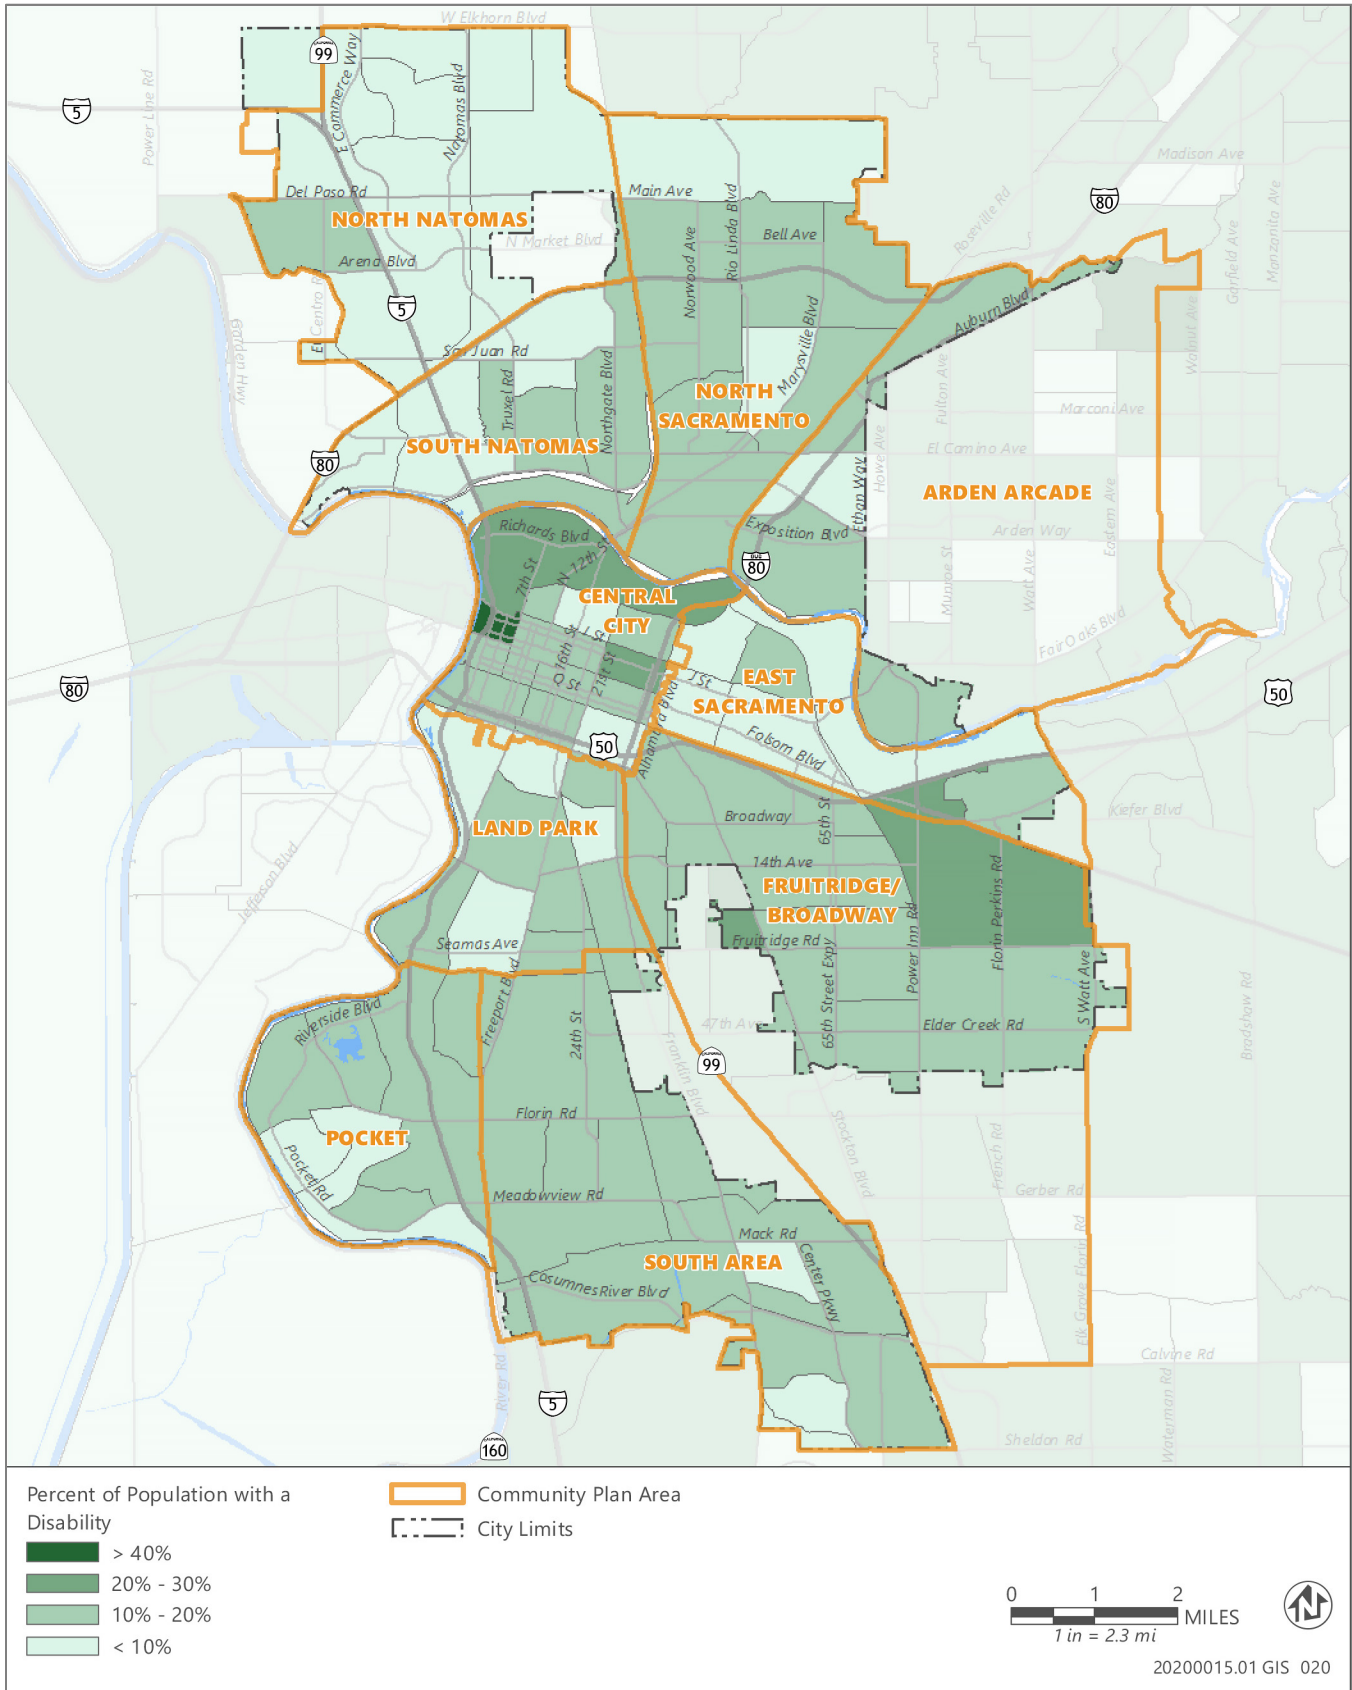 W Elkhorn Blvd
CALIFORNIA
99
5
Power Line Rd
E Commerce Way
Natomas Blvd
Madison Ave
80
Del Paso Rd
Main Ave
Roseville Rd
Garfield Ave
Manzanita Ave
NORTH NATOMAS
N Market Blvd
Norwood Ave
Rio Linda Blvd
Bell Ave
Arena Blvd
El Centro R
5
Auburn Blvd
Walnut Ave
Garden Hwy
San Juan Rd
Truxel Rd
Northgate Blvd
Marysville Blvd
NORTH
SACRAMENTO
Fulton Ave
Marconi Ave
SOUTH NATOMAS
80
Howe Ave
El Camino Ave
Ethan Way
ARDEN ARCADE
Eastern Ave
Richards Blvd
Exposition Blvd
Arden Way
7th St
N 12th St
BUS
80
Munroe St
Watt Ave
CENTRAL
CITY
J St
Fair Oaks Blvd
16th St
21st St
Q St
J St
EAST
SACRAMENTO
80
50
Alhambra Blvd
50
Folsom Blvd
LAND PARK
Broadway
65th St
Kiefer Blvd
14th Ave
Jefferson Blvd
FRUITRIDGE/
BROADWAY
Florin Perkins Rd
Seamas Ave
Fruitridge Rd
Power Inn Rd
Freeport Blvd
65th Street Expy
S Watt Ave
Bradshaw Rd
Riverside Blvd
24th St
47th Ave
Elder Creek Rd
Franklin Blvd
CALIFORNIA
99
Florin Rd
Stockton Blvd
French Rd
POCKET
Pocket Rd
Meadowview Rd
Gerber Rd
Mack Rd
SOUTH AREA
Center Pkwy
Elk Grove Florin Rd
Cosumnes River Blvd
Calvine Rd
River Rd
Waterman Rd
5
CALIFORNIA
160
Sheldon Rd
Percent of Population with a
Disability
> 40%
20% - 30%
10% - 20%
< 10%
Community Plan Area
City Limits
0 1 2
MILES
1 in = 2.3 mi
N
20200015.01 GIS 020